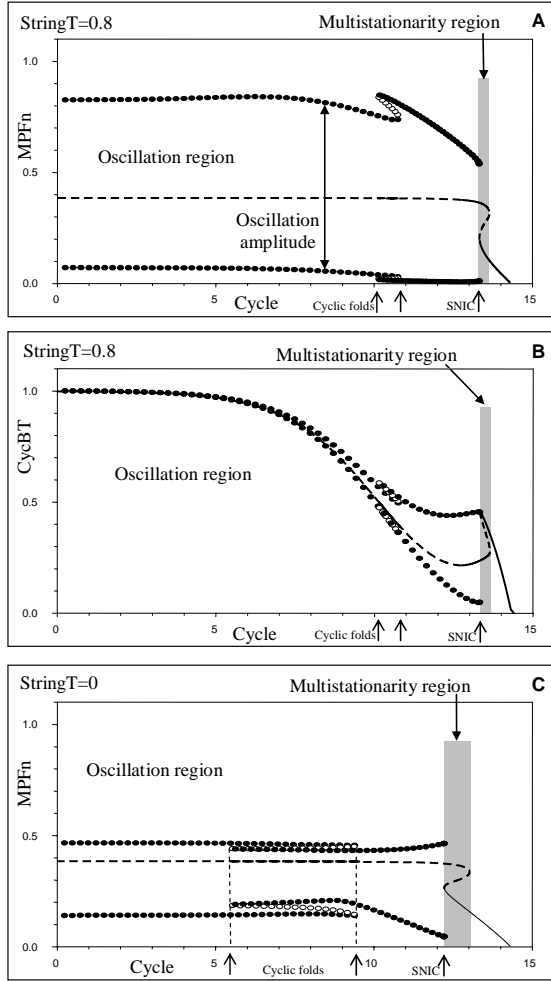 StringT=0.8
Multistationarity region
A
1.0
MPFn
Oscillation region
0.5
Oscillation
amplitude
0.0
0
Cycle
Cyclic folds
10
SNIC
15
StringT=0.8
Multistationarity region
B
1.0
CycBT
Oscillation region
0.5
0.0
0
5
Cycle
Cyclic folds
10
SNIC
15
StringT=0
Multistationarity region
C
1.0
MPFn
Oscillation region
0.5
0.0
0
Cycle
5
Cyclic folds
10
SNIC
15